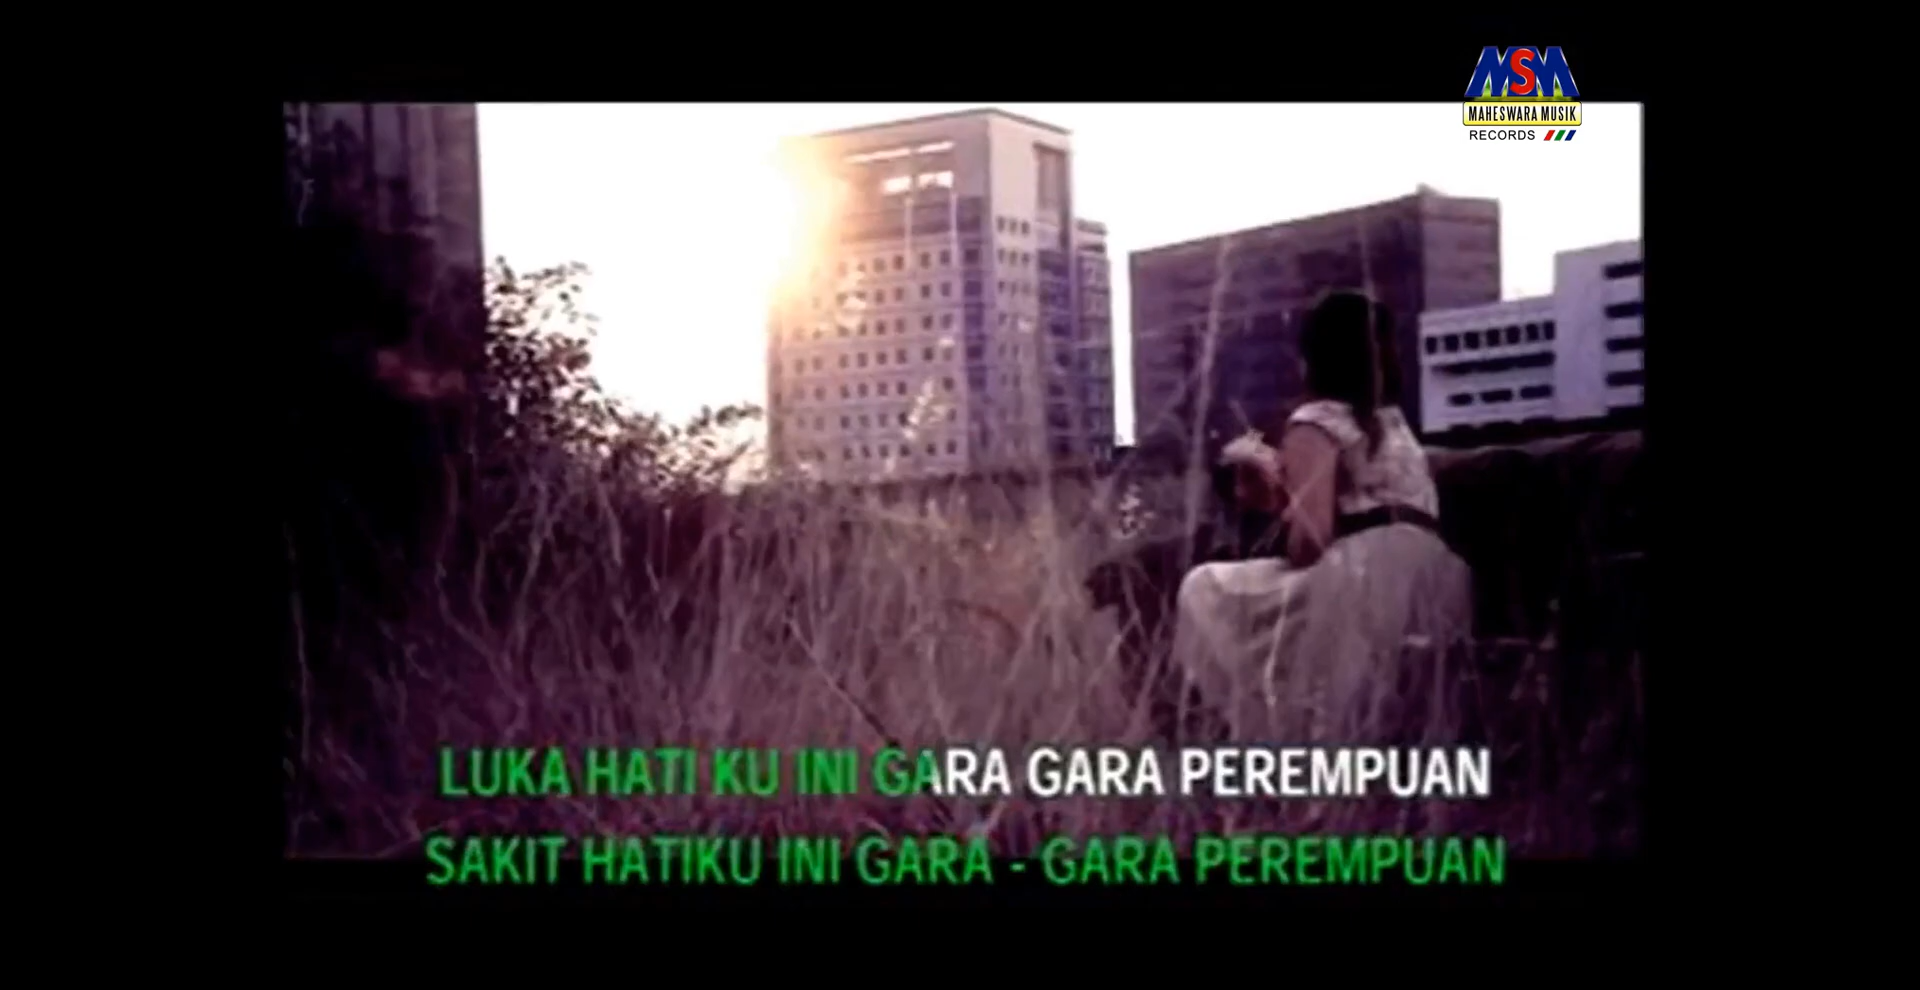 MSM
MAHESWARA MUSIK
RECORDS
LUKA HATI KU INI GARA GARA PEREMPUAN
SAKIT HATIKU INI GARA - GARA PEREMPUAN